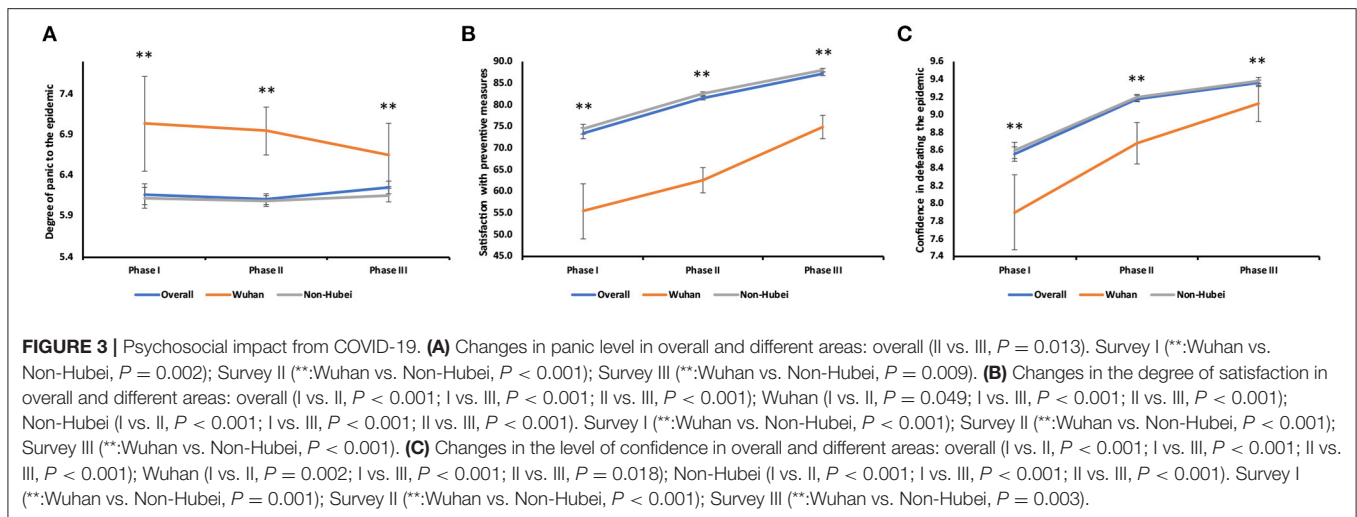 A
Degree of panic to the epidemic
7.4
6.9
6.4
5.9
5.4
**
**
**
Phase I
Phase II
Phase III
Overall
Wuhan
Non-Hubei
B
Satisfaction with preventive measures
90.0
85.0
80.0
75.0
70.0
65.0
60.0
55.0
50.0
45.0
**
**
**
Phase I
Phase II
Phase III
Overall
Wuhan
Non-Hubei
C
Confidence in defeating the epidemic
9.6
9.4
9.2
9.0
8.8
8.6
8.4
8.2
8.0
7.8
7.6
7.4
**
**
**
Phase I
Phase II
Phase III
Overall
Wuhan
Non-Hubei
FIGURE 3 | Psychosocial impact from COVID-19. (A) Changes in panic level in overall and different areas: overall (II vs. III, P = 0.013). Survey I (**:Wuhan vs.
Non-Hubei, P = 0.002); Survey II (**:Wuhan vs. Non-Hubei, P < 0.001); Survey III (**:Wuhan vs. Non-Hubei, P = 0.009). (B) Changes in the degree of satisfaction in
overall and different areas: overall (I vs. II, P < 0.001; I vs. III, P < 0.001; II vs. III, P < 0.001); Wuhan (I vs. II, P = 0.049; I vs. III, P < 0.001; II vs. III, P < 0.001);
Non-Hubei (I vs. II, P < 0.001; I vs. III, P < 0.001; II vs. III, P < 0.001). Survey I (**:Wuhan vs. Non-Hubei, P < 0.001); Survey II (**:Wuhan vs. Non-Hubei, P < 0.001);
Survey III (**:Wuhan vs. Non-Hubei, P < 0.001). (C) Changes in the level of confidence in overall and different areas: overall (I vs. II, P < 0.001; I vs. III, P < 0.001; II vs.
III, P < 0.001); Wuhan (I vs. II, P = 0.002; I vs. III, P < 0.001; II vs. III, P = 0.018); Non-Hubei (I vs. II, P < 0.001; I vs. III, P < 0.001; II vs. III, P < 0.001). Survey I
(**:Wuhan vs. Non-Hubei, P = 0.001); Survey II (**:Wuhan vs. Non-Hubei, P < 0.001); Survey III (**:Wuhan vs. Non-Hubei, P = 0.003).